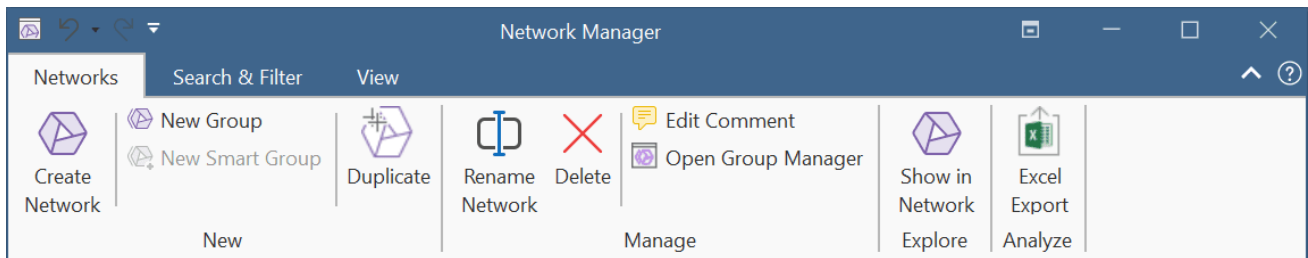 Network Manager
Networks
Search & Filter
View
Create
Network
New Group
New Smart Group
Duplicate
New
Rename
Network
Delete
Edit Comment
Open Group Manager
Manage
Show in
Network
Explore
Excel
Export
Analyze